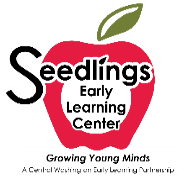 Seedlings
Early
Learning
Center
Growing Young Minds
A Central Washington Early Learning Partnership